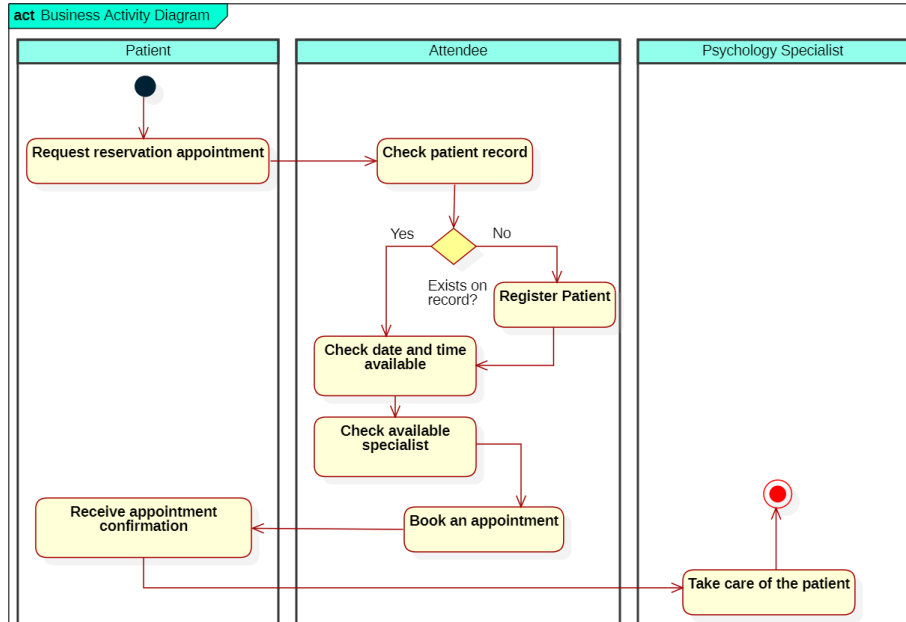 act Business Activity Diagram
Patient
Attendee
Psychology Specialist
Request reservation appointment
Check patient record
Yes
No
Exists on
record?
Register Patient
Check date and time
available
Check available
specialist
Receive appointment
confirmation
Book an appointment
Take care of the patient